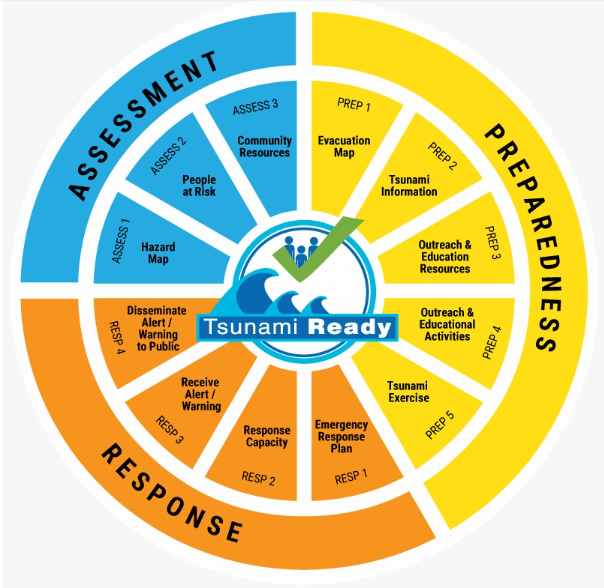 ASSESSMENT
ASSESS 1
Hazard
Map
ASSESS 2
People
at Risk
ASSESS 3
Community
Resources
PREPAREDNESS
PREP 1
Evacuation
Map
PREP 2
Tsunami
Information
PREP 3
Outreach &
Education
Resources
PREP 4
Outreach &
Educational
Activities
PREP 5
Tsunami
Exercise
RESPONSE
RESP 1
Emergency
Response
Plan
RESP 2
Response
Capacity
RESP 3
Receive
Alert /
Warning
RESP 4
Disseminate
Alert /
Warning
to Public
Tsunami Ready